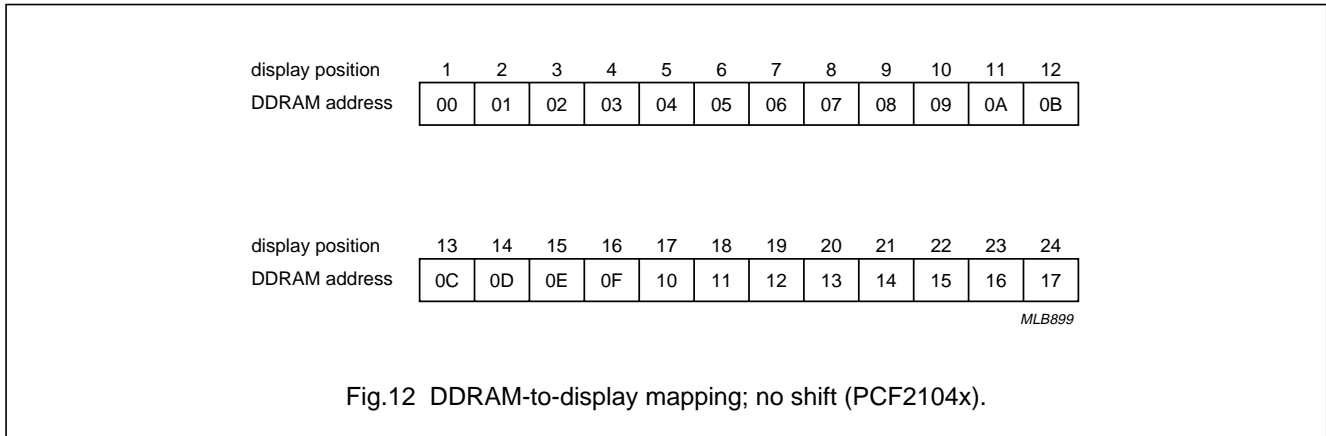 display position 1 2 3 4 5 6 7 8 9 10 11 12
DDRAM address 00 01 02 03 04 05 06 07 08 09 0A 0B
display position 13 14 15 16 17 18 19 20 21 22 23 24
DDRAM address 0C 0D 0E 0F 10 11 12 13 14 15 16 17
MLB899
Fig.12 DDRAM-to-display mapping; no shift (PCF2104x).